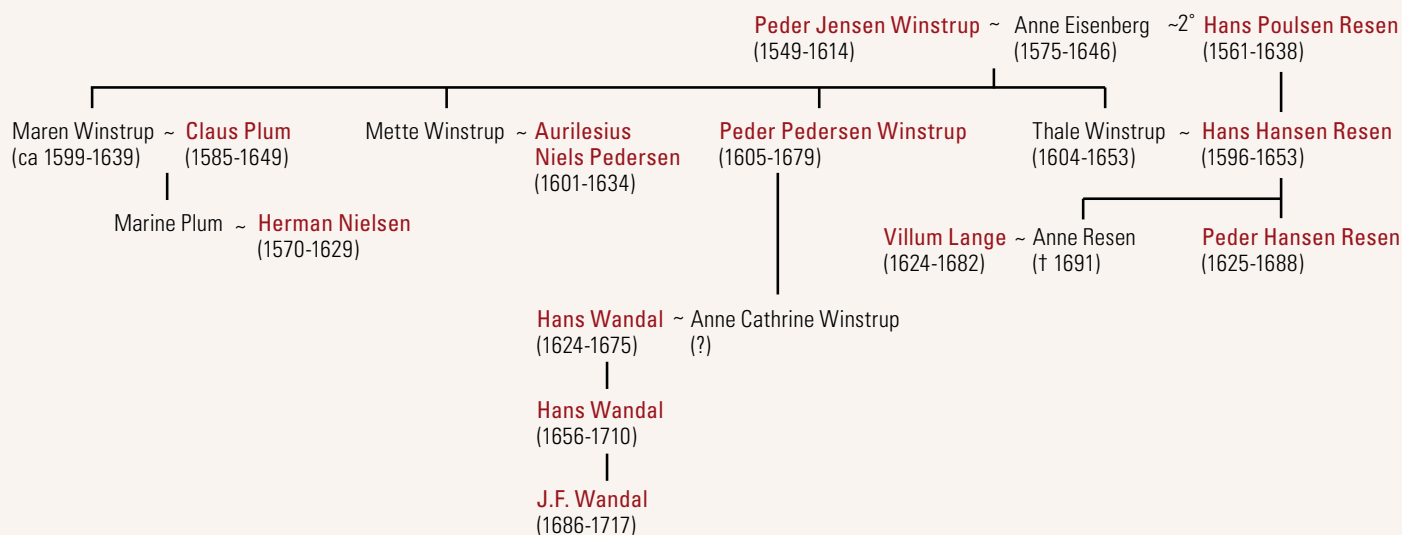 Peder Jensen Winstrup ~ Anne Eisenberg ~2° Hans Poulsen Resen
(1549-1614) (1575-1646) (1561-1638)
Maren Winstrup ~ Claus Plum Mette Winstrup ~ Aurilesius Peder Pedersen Winstrup Thale Winstrup ~ Hans Hansen Resen
(ca 1599-1639) (1585-1649) Niels Pedersen (1605-1679) (1604-1653) (1596-1653)
(1601-1634)
Marine Plum ~ Herman Nielsen Villum Lange ~ Anne Resen Peder Hansen Resen
(1570-1629) (1624-1682) († 1691) (1625-1688)
Hans Wandal ~ Anne Cathrine Winstrup
(1624-1675) (?)
Hans Wandal
(1656-1710)
J.F. Wandal
(1686-1717)